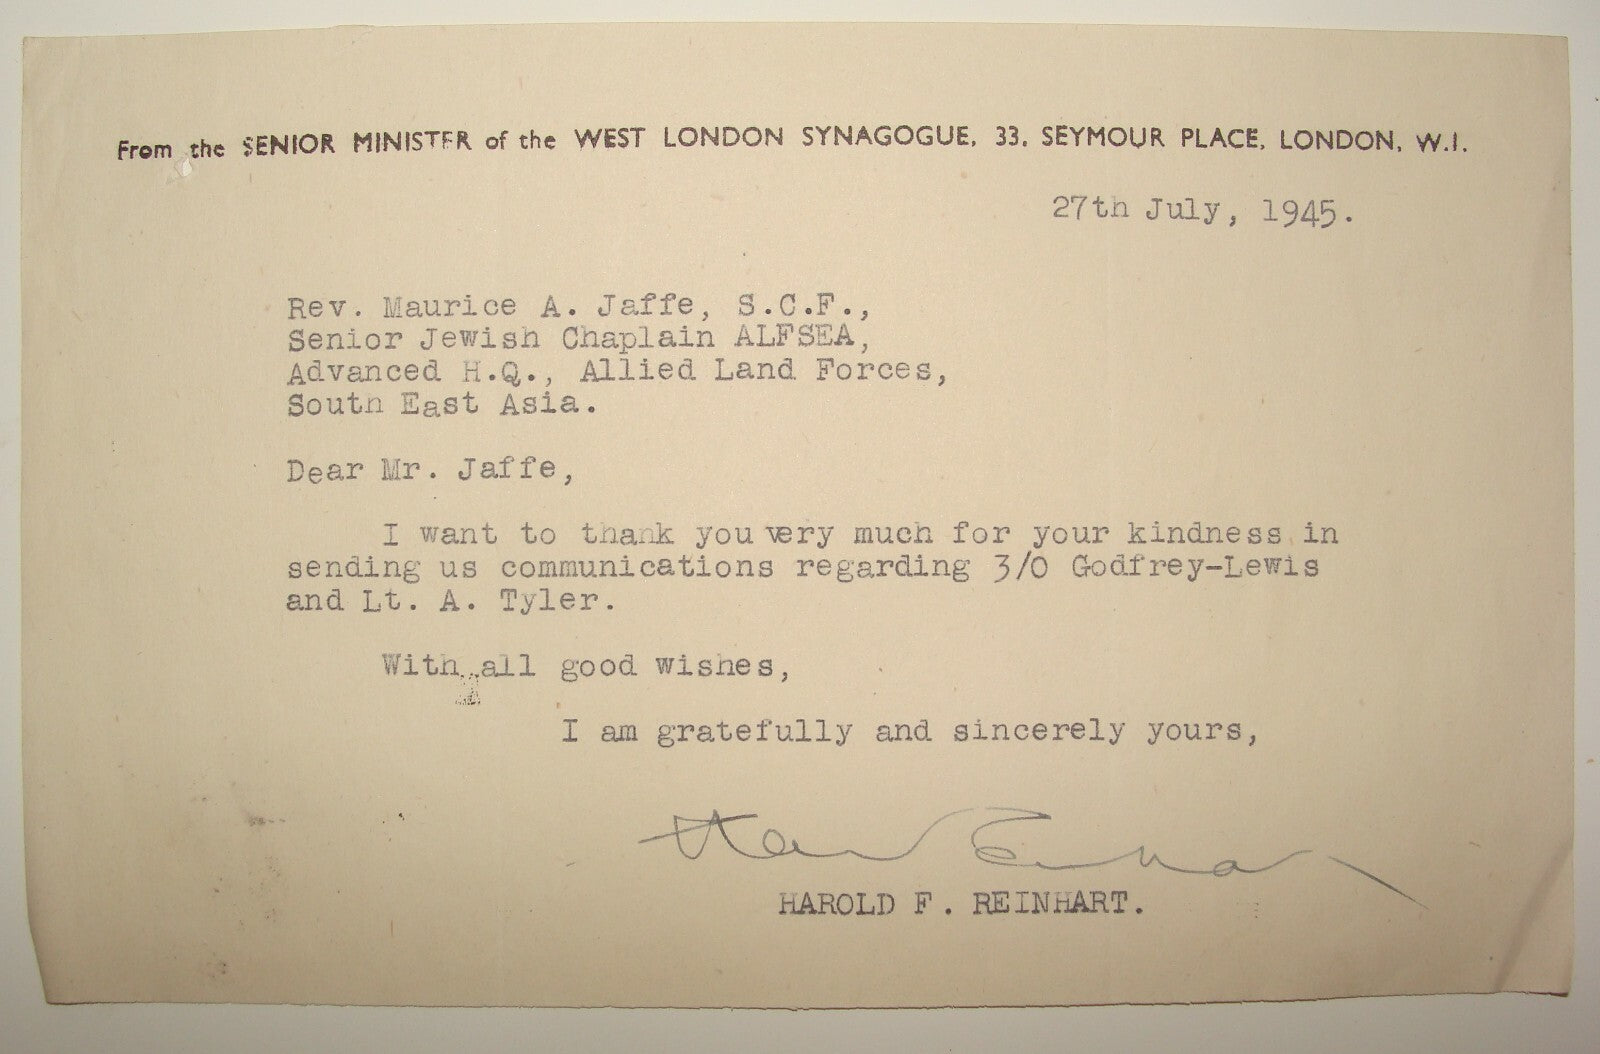 From the SENIOR MINISTER of the WEST LONDON SYNAGOGUE, 33, SEYMOUR PLACE, LONDON, W.1.
27th July, 1945.
Rev. Maurice A. Jaffe, S.C.F.,
Senior Jewish Chaplain ALFSEA,
Advanced H.Q., Allied Land Forces,
South East Asia.
Dear Mr. Jaffe,
I want to thank you very much for your kindness in
sending us communications regarding 3/O Godfrey-Lewis
and Lt. A. Tyler.
With all good wishes,
I am gratefully and sincerely yours,
HAROLD F. REINHART.